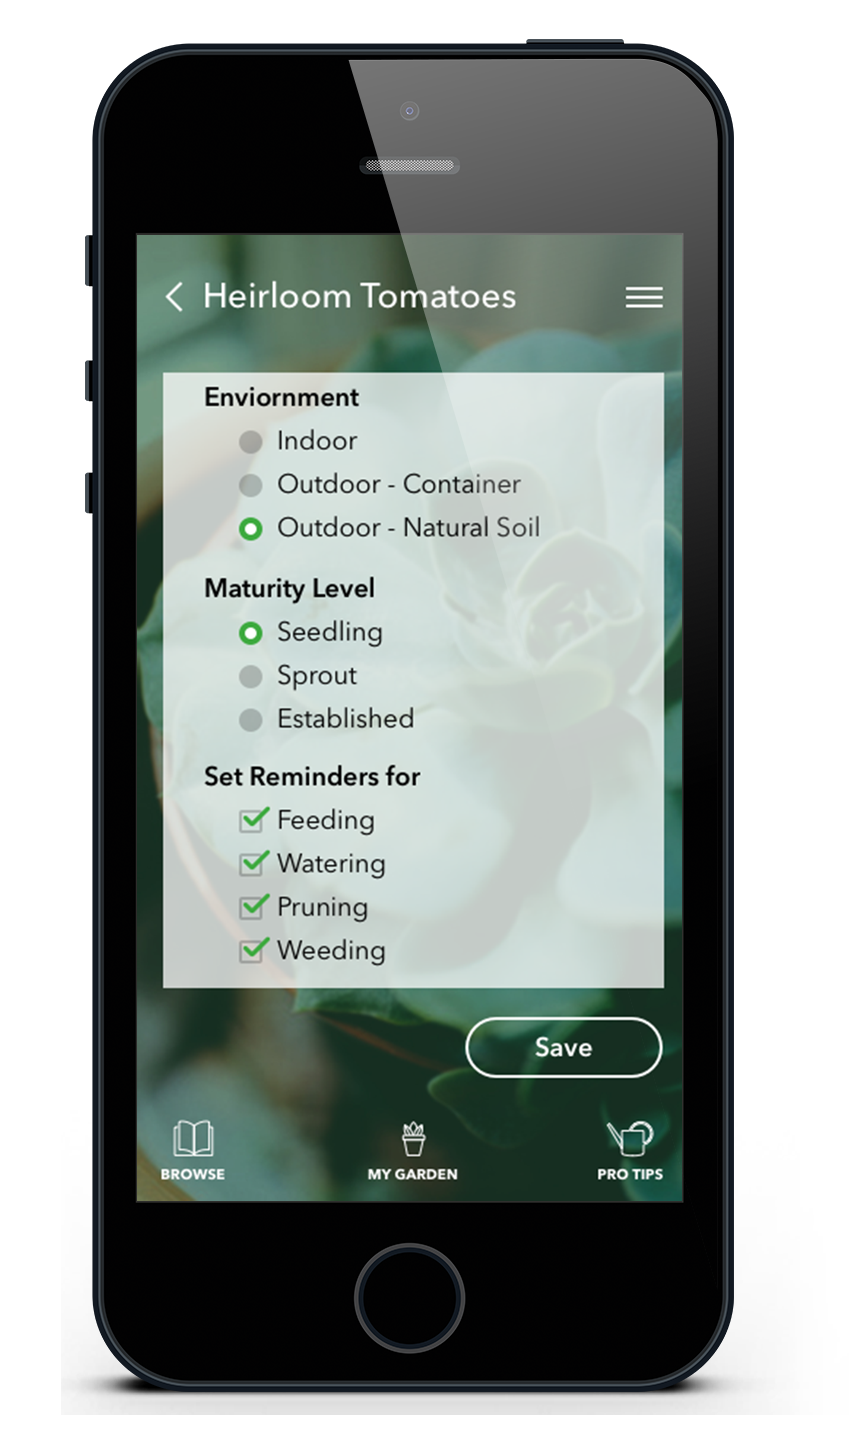 Heirloom Tomatoes
Enviornment
Indoor
Outdoor - Container
Outdoor - Natural Soil
Maturity Level
Seedling
Sprout
Established
Set Reminders for
Feeding
Watering
Pruning
Weeding
Save
BROWSE
MY GARDEN
PRO TIPS